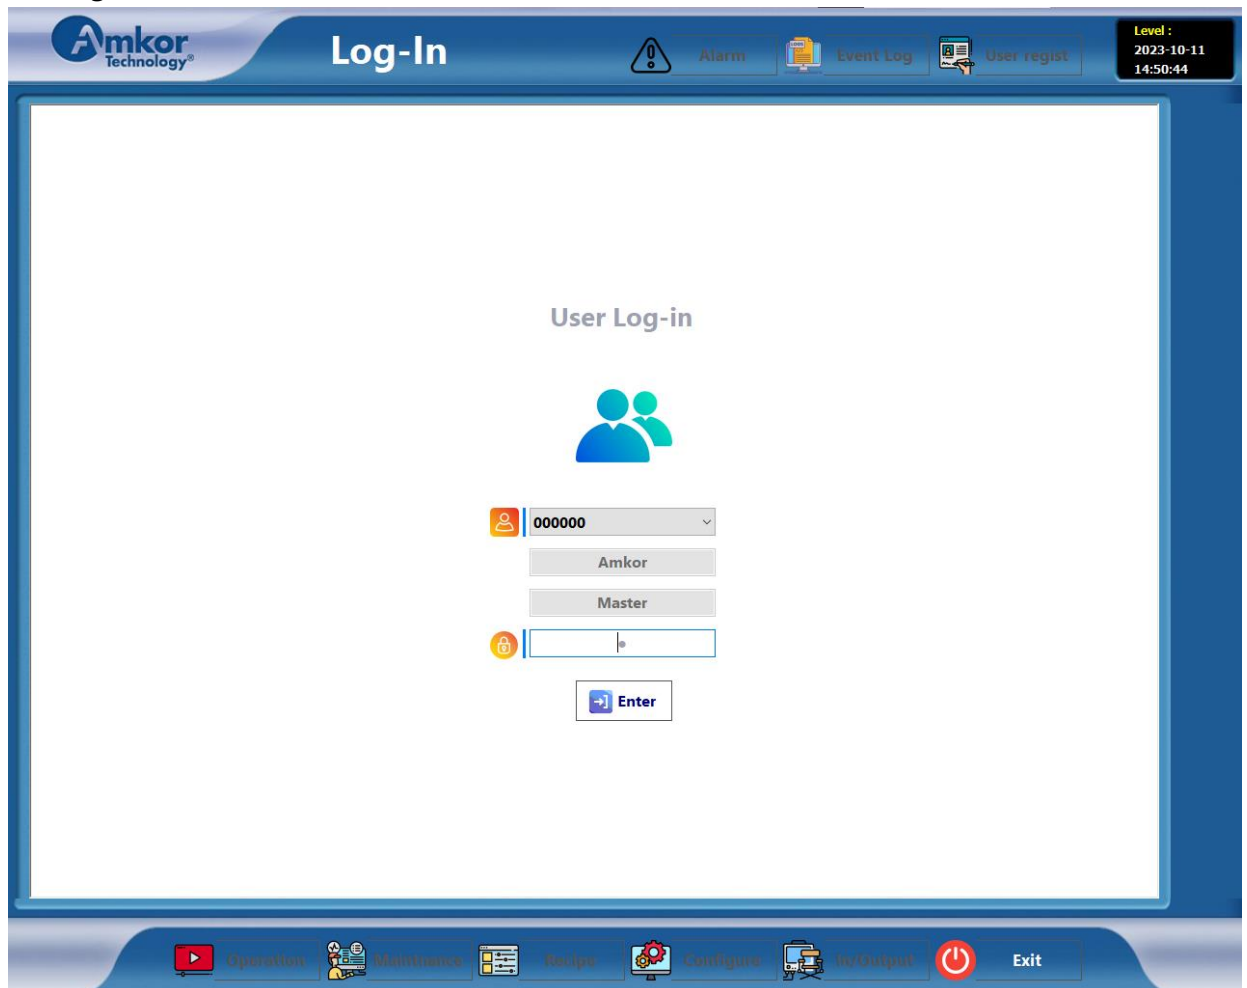 Amkor
Technology®
Log-In
Alarm
Event Log
User regist
Level :
2023-10-11
14:50:44
User Log-in
000000
Amkor
Master
Enter
Operation
Maintnance
Recipe
Configure
In/Output
Exit